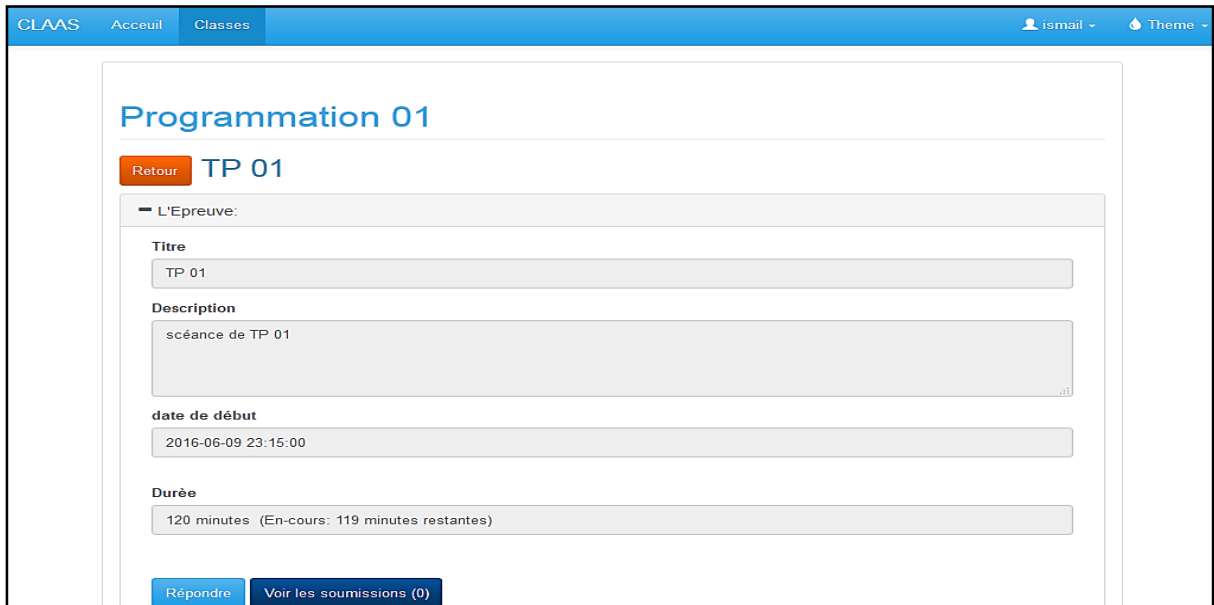 CLAAS Acceuil Classes ismail Theme
Programmation 01
Retour TP 01
L'Epreuve:
Titre
TP 01
Description
scéance de TP 01
date de début
2016-06-09 23:15:00
Durèe
120 minutes (En-cours: 119 minutes restantes)
Répondre Voir les soumissions (0)